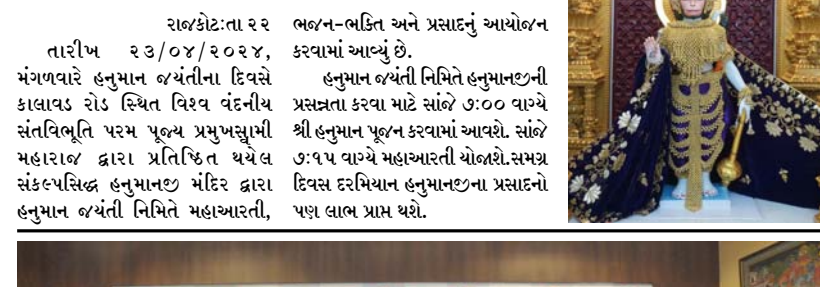 રાજકોટ:તા ૨૨
તારીખ ૨૩/૦૪/૨૦૨૪,
મંગળવારે હનુમાન જયંતીના દિવસે
કાલાવડ રોડ સ્થિત વિશ્વ વંદનીય
સંતવિભૂતિ પરમ પૂજ્ય પ્રમુખસ્વામી
મહારાજ દ્વારા પ્રતિષ્ઠિત થયેલ
સંકલ્પસિદ્ધ હનુમાનજી મંદિર દ્વારા
હનુમાન જયંતી નિમિતે મહાઆરતી,
ભજન-ભક્તિ અને પ્રસાદનું આયોજન
કરવામાં આવ્યું છે.
હનુમાન જયંતી નિમિતે હનુમાનજીની
પ્રસન્નતા કરવા માટે સાંજે ૭:૦૦ વાગ્યે
શ્રી હનુમાન પૂજન કરવામાં આવશે. સાંજે
૭:૧૫ વાગ્યે મહાઆરતી યોજાશે.સમગ્ર
દિવસ દરમિયાન હનુમાનજીના પ્રસાદનો
પણ લાભ પ્રાપ્ત થશે.